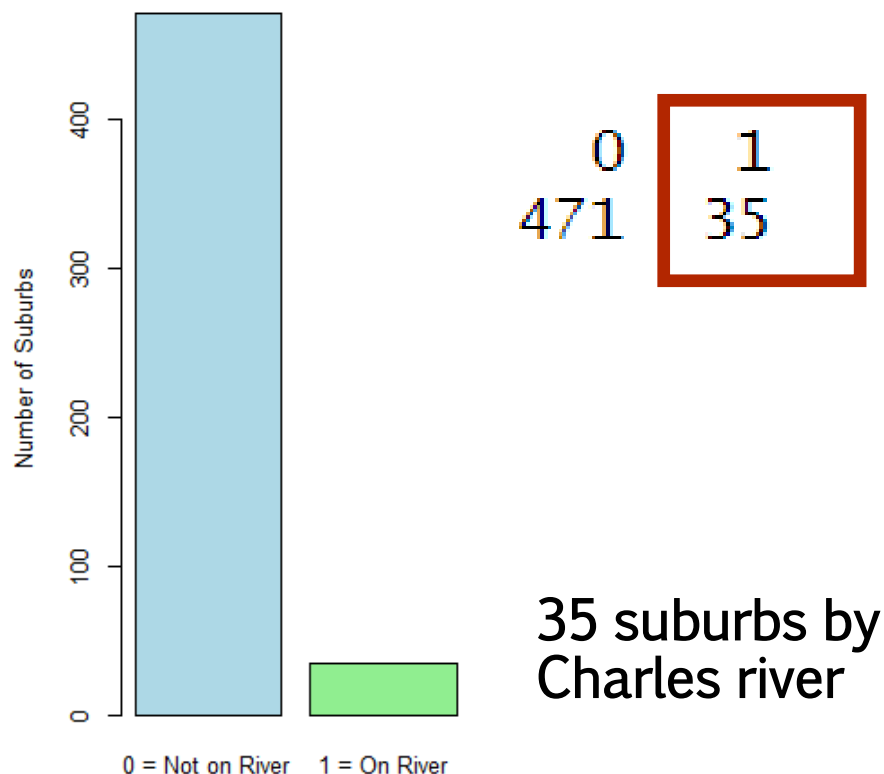 400
300
200
100
0
Number of Suburbs
0 = Not on River
1 = On River
0 1
471 35
35 suburbs by
Charles river